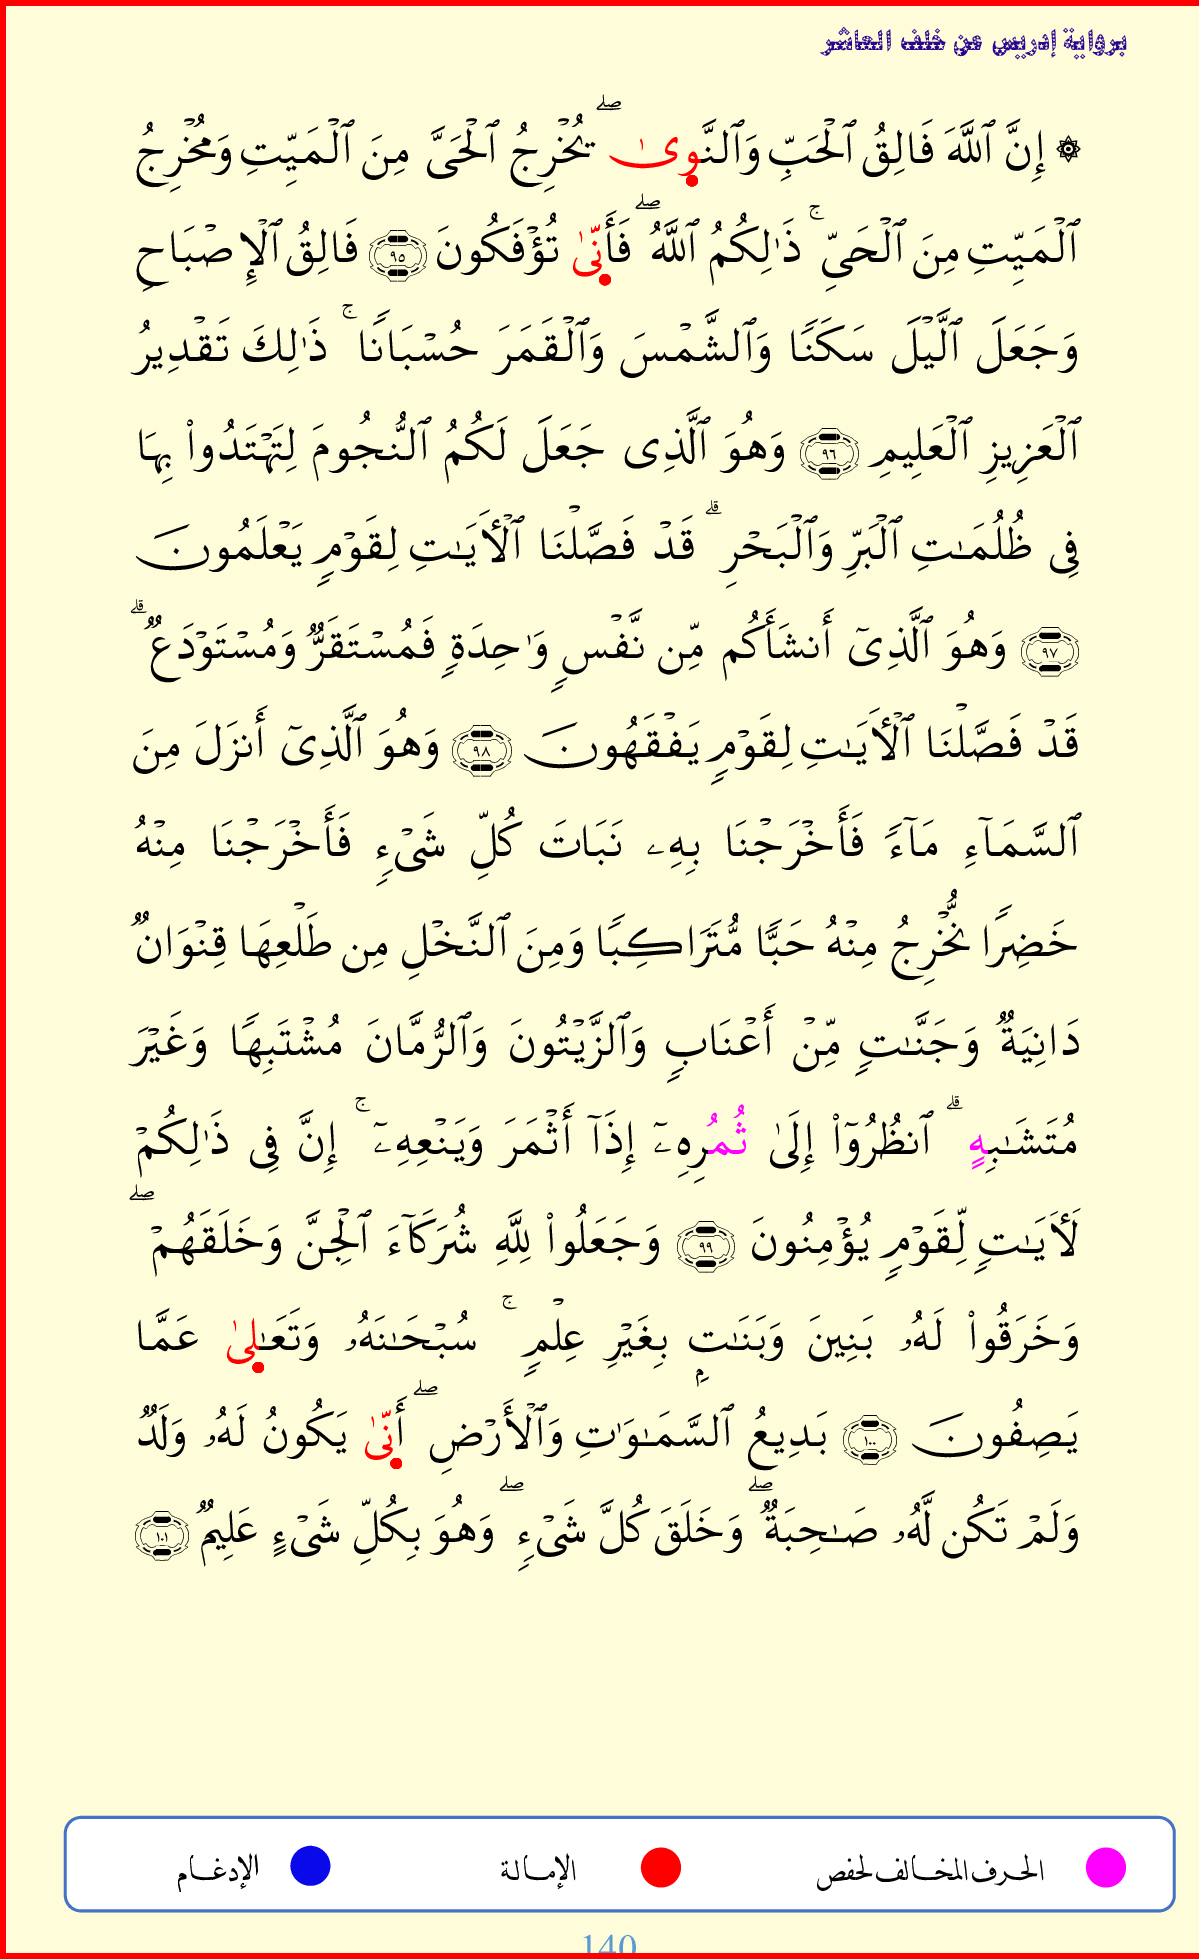 برواية إدريس عن خلف العاشر
۞ إِنَّ ٱللَّهَ فَالِقُ ٱلْحَبِّ وَٱلنَّوىٰ ۖ يُخْرِجُ ٱلْحَىَّ مِنَ ٱلْمَيِّتِ وَمُخْرِجُ
ٱلْمَيِّتِ مِنَ ٱلْحَىِّ ۚ ذَٰلِكُمُ ٱللَّهُ ۖ فَأَنّىٰ تُؤْفَكُونَ ٩٥ فَالِقُ ٱلْإِصْبَاحِ
وَجَعَلَ ٱلَّيْلَ سَكَنًا وَٱلشَّمْسَ وَٱلْقَمَرَ حُسْبَانًا ۚ ذَٰلِكَ تَقْدِيرُ
ٱلْعَزِيزِ ٱلْعَلِيمِ ٩٦ وَهُوَ ٱلَّذِى جَعَلَ لَكُمُ ٱلنُّجُومَ لِتَهْتَدُوا۟ بِهَا
فِى ظُلُمَـٰتِ ٱلْبَرِّ وَٱلْبَحْرِ ۗ قَدْ فَصَّلْنَا ٱلْأَيَـٰتِ لِقَوْمٍ يَعْلَمُونَ
٩٧ وَهُوَ ٱلَّذِىٓ أَنشَأَكُم مِّن نَّفْسٍ وَٰحِدَةٍ فَمُسْتَقَرٌّ وَمُسْتَوْدَعٌ ۗ
قَدْ فَصَّلْنَا ٱلْأَيَـٰتِ لِقَوْمٍ يَفْقَهُونَ ٩٨ وَهُوَ ٱلَّذِىٓ أَنزَلَ مِنَ
ٱلسَّمَآءِ مَآءً فَأَخْرَجْنَا بِهِۦ نَبَاتَ كُلِّ شَىْءٍ فَأَخْرَجْنَا مِنْهُ
خَضِرًا نُّخْرِجُ مِنْهُ حَبًّا مُّتَرَاكِبًا وَمِنَ ٱلنَّخْلِ مِن طَلْعِهَا قِنْوَانٌ
دَانِيَةٌ وَجَنَّـٰتٍ مِّنْ أَعْنَابٍ وَٱلزَّيْتُونَ وَٱلرُّمَّانَ مُشْتَبِهًا وَغَيْرَ
مُتَشَـٰبِهٍ ۗ ٱنظُرُوٓا۟ إِلَىٰ ثُمُرِهِۦٓ إِذَآ أَثْمَرَ وَيَنْعِهِۦٓ ۚ إِنَّ فِى ذَٰلِكُمْ
لَأَيَـٰتٍ لِّقَوْمٍ يُؤْمِنُونَ ٩٩ وَجَعَلُوا۟ لِلَّهِ شُرَكَآءَ ٱلْجِنَّ وَخَلَقَهُمْ ۖ
وَخَرَقُوا۟ لَهُۥ بَنِينَ وَبَنَـٰتٍۭ بِغَيْرِ عِلْمٍ ۚ سُبْحَـٰنَهُۥ وَتَعَـٰلىٰ عَمَّا
يَصِفُونَ ١٠٠ بَدِيعُ ٱلسَّمَـٰوَٰتِ وَٱلْأَرْضِ ۖ أَنّىٰ يَكُونُ لَهُۥ وَلَدٌ
وَلَمْ تَكُن لَّهُۥ صَـٰحِبَةٌ ۖ وَخَلَقَ كُلَّ شَىْءٍ ۖ وَهُوَ بِكُلِّ شَىْءٍ عَلِيمٌ ١٠١
الحرف المخالف لحفص الإمالة الإدغام
140